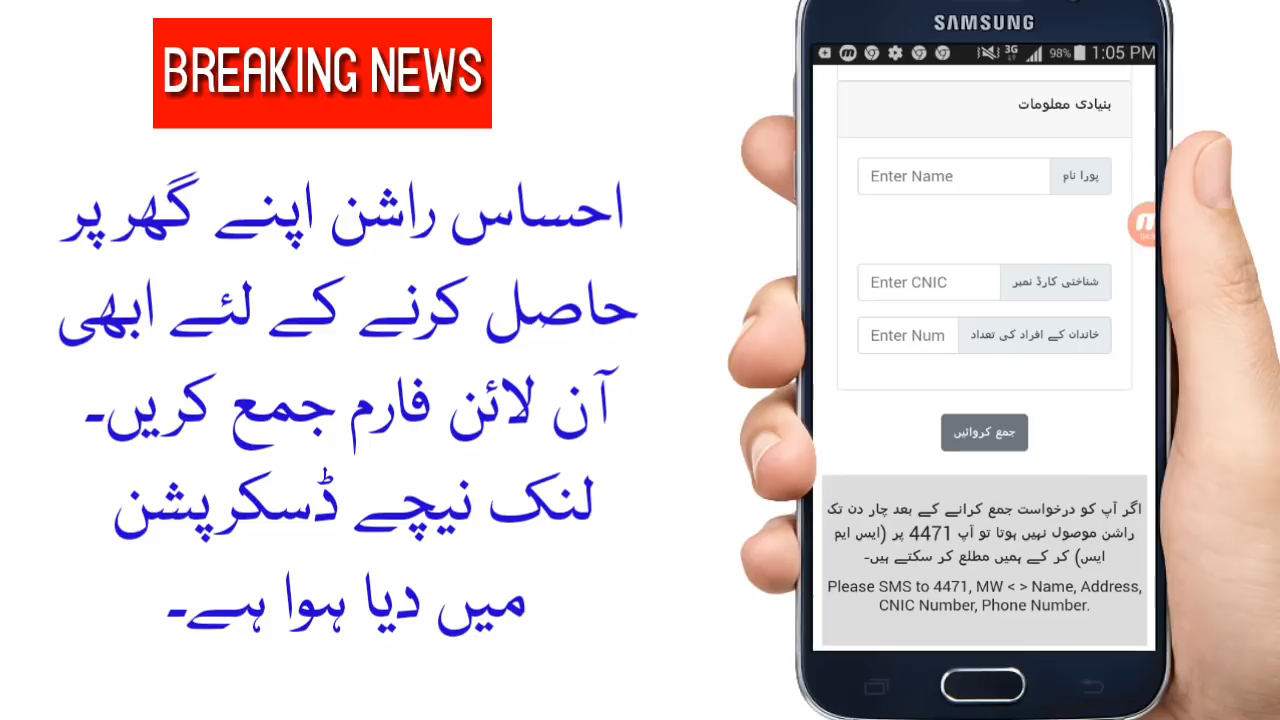 BREAKING NEWS
احساس راشن اپنے گھر پر
حاصل کرنے کے لئے ابھی
آن لائن فارم جمع کریں۔
لنک نیچے ڈسکرپشن
میں دیا ہوا ہے۔
SAMSUNG
3G 98% 1:05 PM
بنیادی معلومات
پورا نام
Enter Name
شناختی کارڈ نمبر
Enter CNIC
خاندان کے افراد کی تعداد
Enter Num
جمع کروائیں
اگر آپ کو درخواست جمع کرانے کے بعد چار دن تک
راشن موصول نہیں ہوتا تو آپ 4471 پر (ایس ایم
ایس) کر کے ہمیں مطلع کر سکتے ہیں۔
Please SMS to 4471, MW < > Name, Address,
CNIC Number, Phone Number.